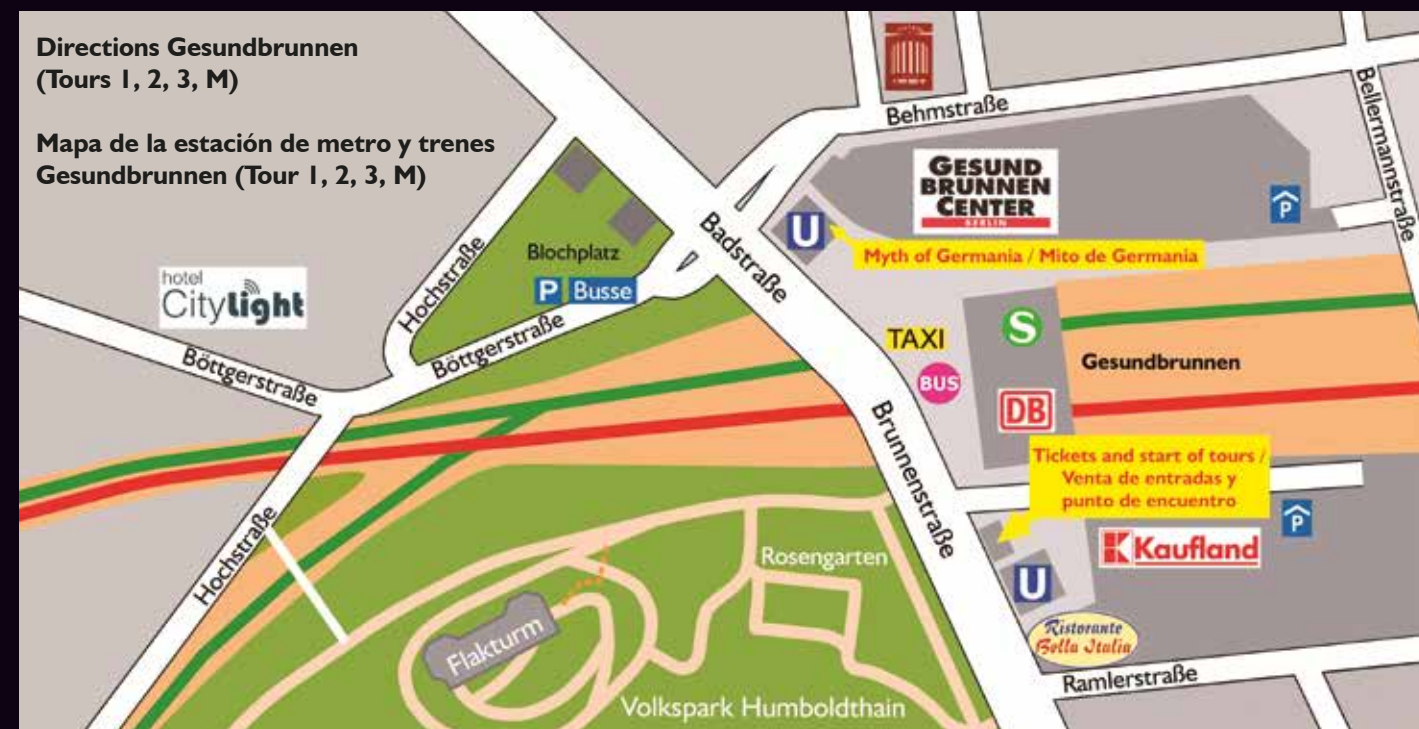 Directions Gesundbrunnen
(Tours 1, 2, 3, M)
Mapa de la estación de metro y trenes
Gesundbrunnen (Tour 1, 2, 3, M)
Behmstraße
Bellermannstraße
GESUND
BRUNNEN
CENTER
BERLIN
P
U
Badstraße
Myth of Germania / Mito de Germania
Blochplatz
P Busse
Hochstraße
hotel
Citylight
Böttgerstraße
Böttgerstraße
TAXI
BUS
S
DB
Gesundbrunnen
Brunnenstraße
Tickets and start of tours /
Venta de entradas y
punto de encuentro
P
Kaufland
U
Hochstraße
Rosengarten
Flakturm
Ristorante
Bella Italia
Ramlerstraße
Volkspark Humboldthain